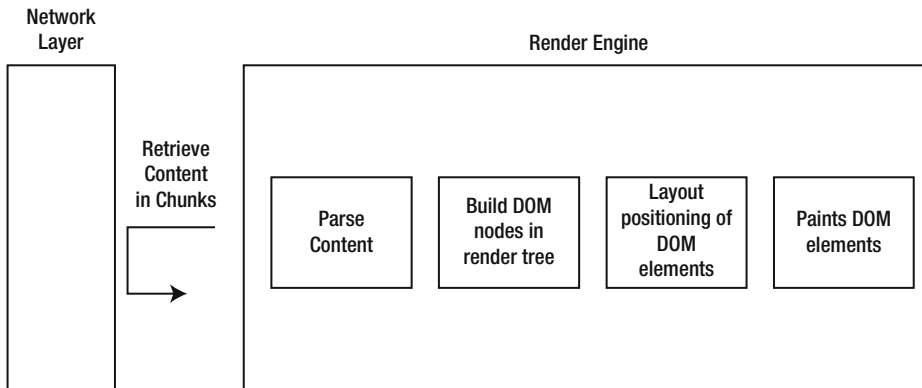 Network
Layer
Render Engine
Retrieve
Content
in Chunks
Parse
Content
Build DOM
nodes in
render tree
Layout
positioning of
DOM
elements
Paints DOM
elements